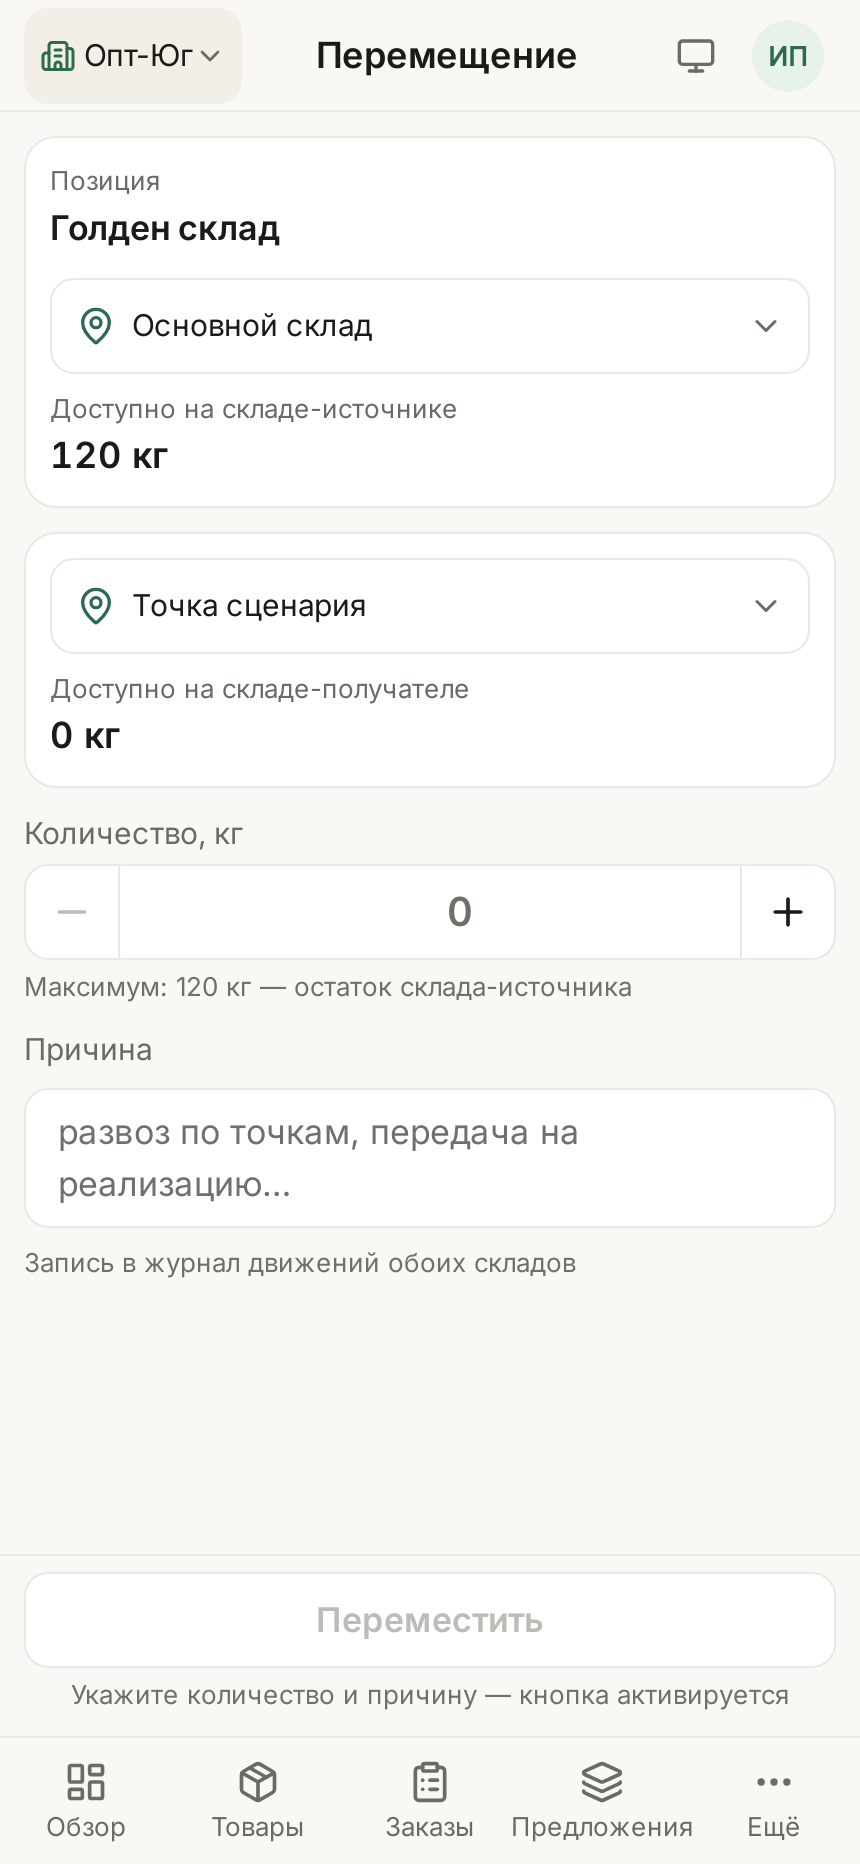 Опт-Юг
Перемещение
ИП
Позиция
Голден склад
Основной склад
Доступно на складе-источнике
120 кг
Точка сценария
Доступно на складе-получателе
0 кг
Количество, кг
0
Максимум: 120 кг — остаток склада-источника
Причина
развоз по точкам, передача на
реализацию...
Запись в журнал движений обоих складов
Переместить
Укажите количество и причину — кнопка активируется
Обзор
Товары
Заказы
Предложения
Ещё